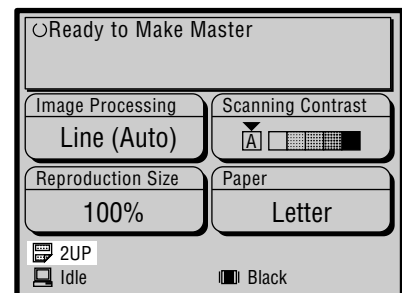 Ready to Make Master
Image Processing
Scanning Contrast
Line (Auto)
A
Reproduction Size
Paper
100%
Letter
2UP
Idle
Black